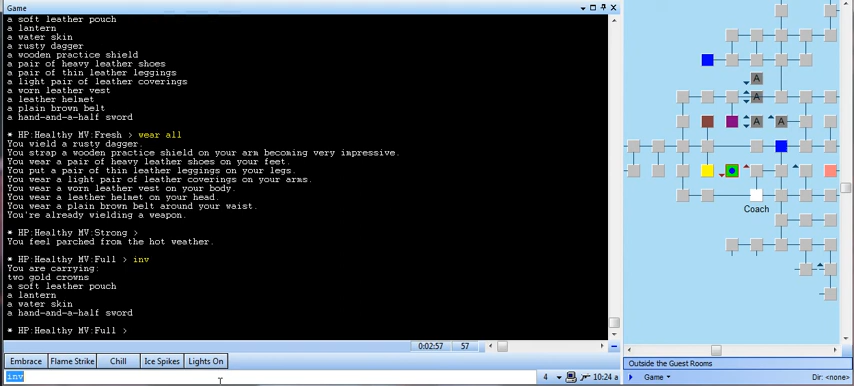 Game
a soft leather pouch
a lantern
a water skin
a rusty dagger
a wooden practice shield
a pair of heavy leather shoes
a pair of thin leather leggings
a light pair of leather coverings
a worn leather vest
a leather helmet
a plain brown belt
a hand-and-a-half sword
* HP:Healthy MV:Fresh > wear all
You wield a rusty dagger.
You strap a wooden practice shield on your arm becoming very impressive.
You wear a pair of heavy leather shoes on your feet.
You put a pair of thin leather leggings on your legs.
You wear a light pair of leather coverings on your arms.
You wear a worn leather vest on your body.
You wear a leather helmet on your head.
You wear a plain brown belt around your waist.
You're already wielding a weapon.
* HP:Healthy MV:Strong >
You feel parched from the hot weather.
* HP:Healthy MV:Full > inv
You are carrying:
two gold crowns
a soft leather pouch
a lantern
a water skin
a hand-and-a-half sword
* HP:Healthy MV:Full >
0:02:57 57
Embrace Flame Strike Chill Ice Spikes Lights On
inv
4 10:24 a
A
A
A A
Coach
Outside the Guest Rooms
Game Dir: <none>